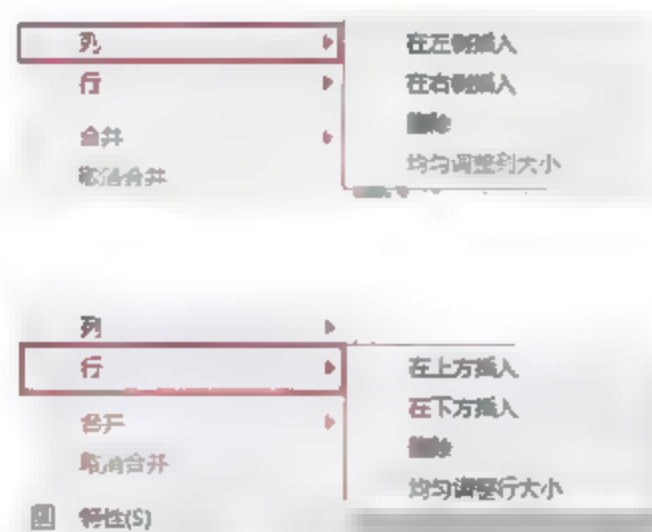 列
在左侧插入
行
在右侧插入
合并
删除
取消合并
均匀调整列大小
列
行
在上方插入
在下方插入
合并
删除
取消合并
均匀调整行大小
特性(S)